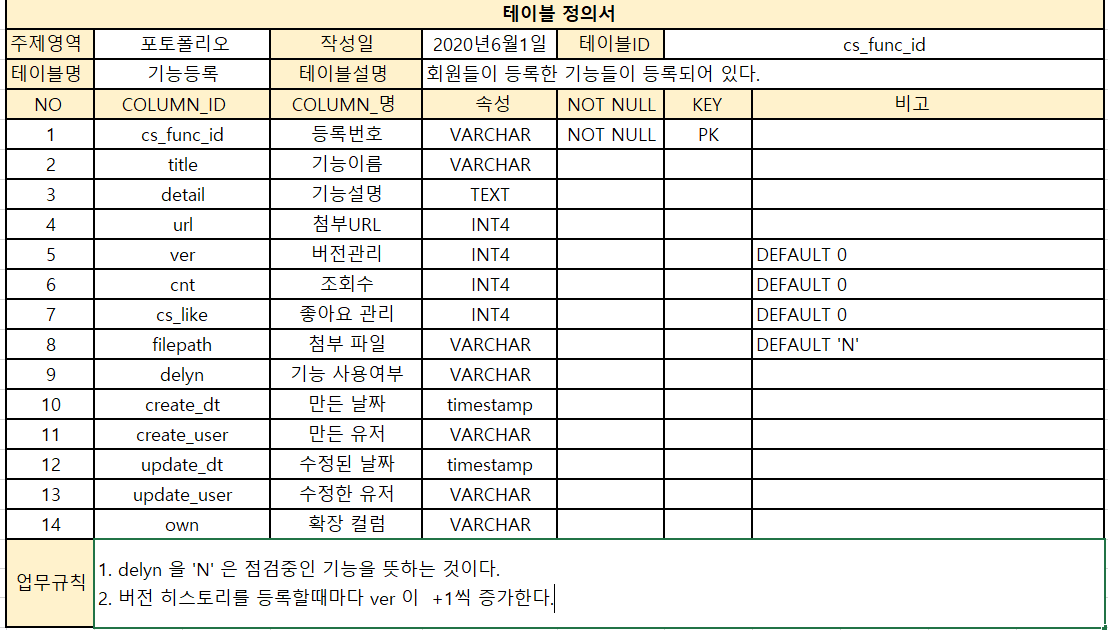 테이블 정의서
주제영역 포토폴리오 작성일 2020년6월1일 테이블ID cs_func_id
테이블명 기능등록 테이블설명 회원들이 등록한 기능들이 등록되어 있다.
NO COLUMN_ID COLUMN_명 속성 NOT NULL KEY 비고
1 cs_func_id 등록번호 VARCHAR NOT NULL PK
2 title 기능이름 VARCHAR
3 detail 기능설명 TEXT
4 url 첨부URL INT4
5 ver 버전관리 INT4 DEFAULT 0
6 cnt 조회수 INT4 DEFAULT 0
7 cs_like 좋아요 관리 INT4 DEFAULT 0
8 filepath 첨부 파일 VARCHAR DEFAULT 'N'
9 delyn 기능 사용여부 VARCHAR
10 create_dt 만든 날짜 timestamp
11 create_user 만든 유저 VARCHAR
12 update_dt 수정된 날짜 timestamp
13 update_user 수정한 유저 VARCHAR
14 own 확장 컬럼 VARCHAR
업무규칙
1. delyn 을 'N' 은 점검중인 기능을 뜻하는 것이다.
2. 버전 히스토리를 등록할때마다 ver 이 +1씩 증가한다.